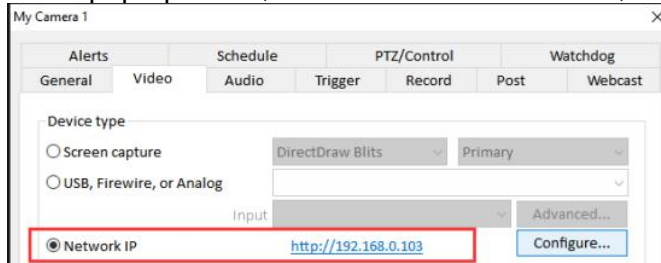 My Camera 1
Alerts Schedule PTZ/Control Watchdog
General Video Audio Trigger Record Post Webcast
Device type
Screen capture DirectDraw Blits Primary
USB, Firewire, or Analog
Input Advanced...
Network IP http://192.168.0.103 Configure...